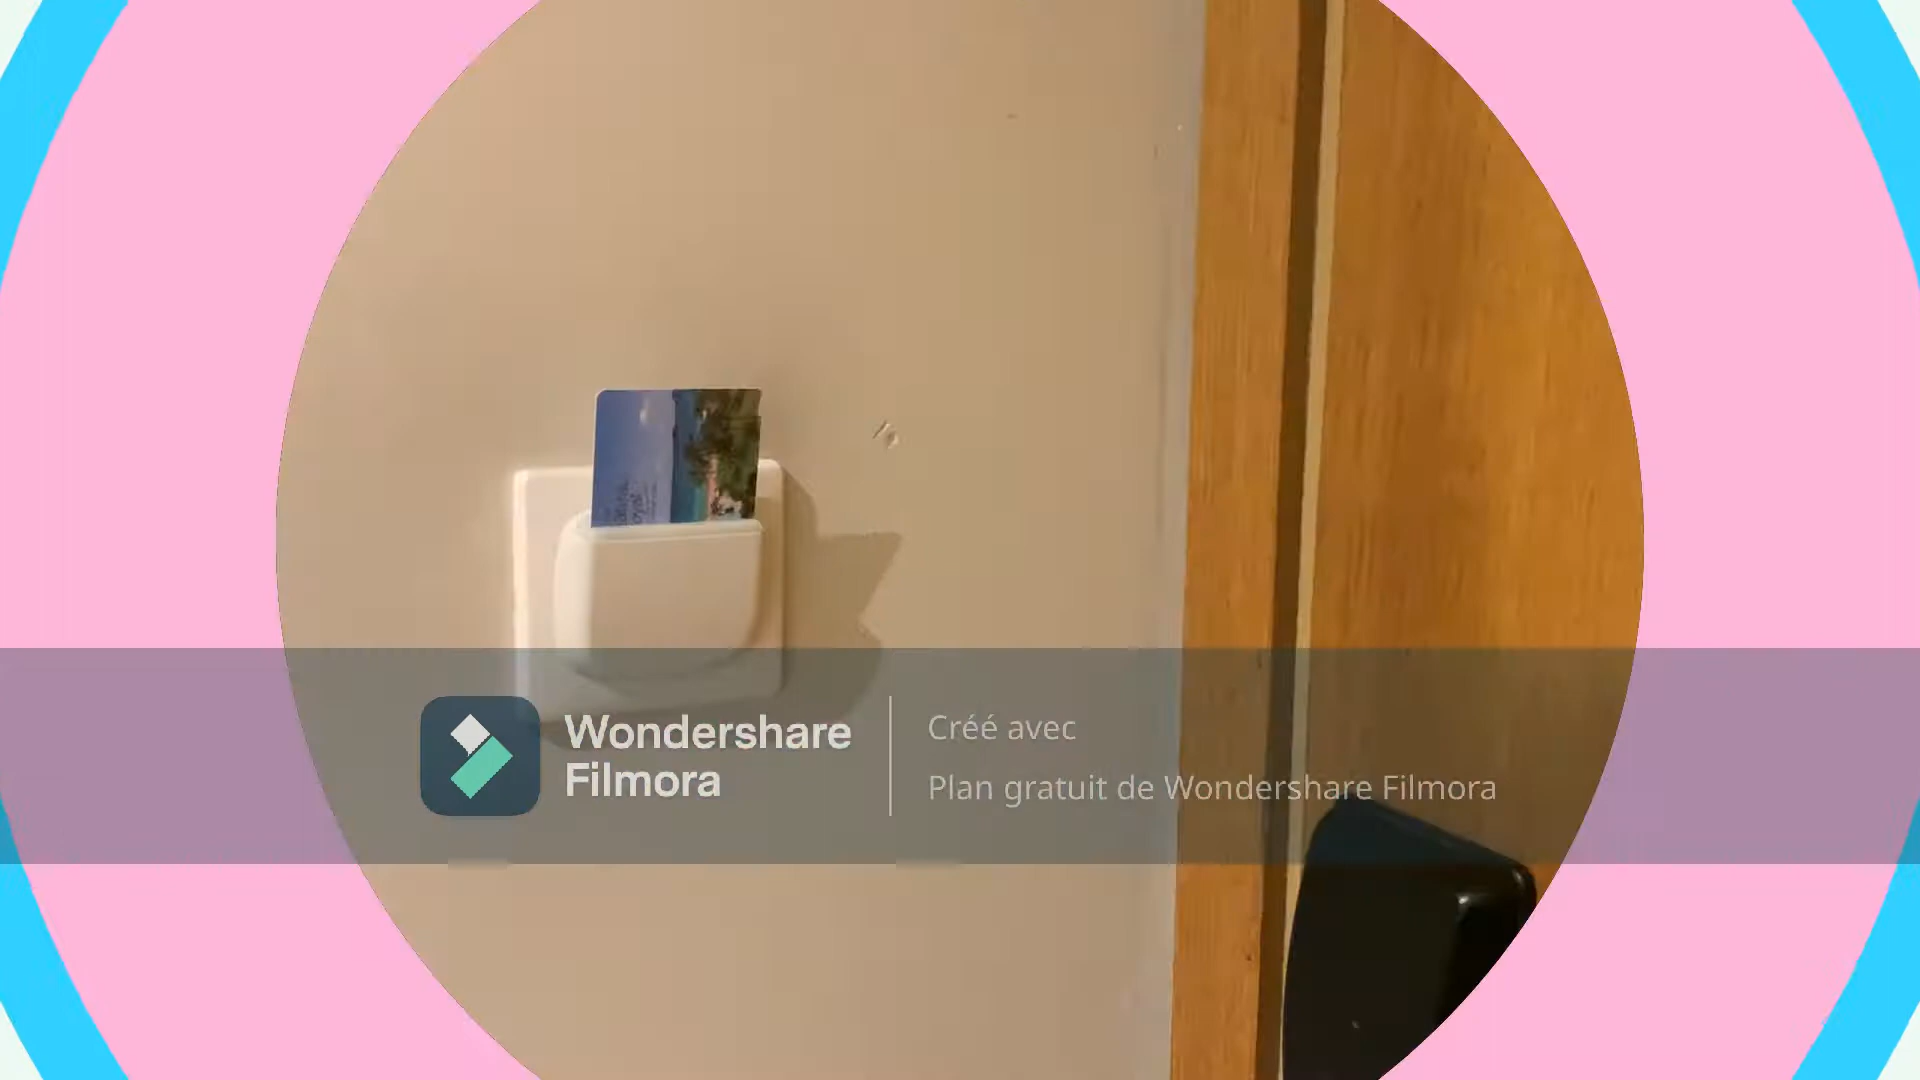 Wondershare
Filmora
Créé avec
Plan gratuit de Wondershare Filmora